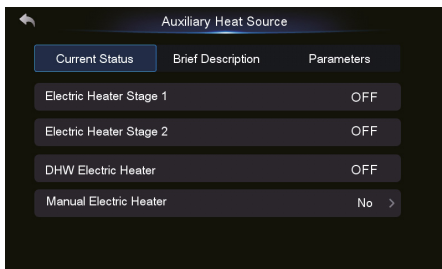 Auxiliary Heat Source
Current Status Brief Description Parameters
Electric Heater Stage 1 OFF
Electric Heater Stage 2 OFF
DHW Electric Heater OFF
Manual Electric Heater No >